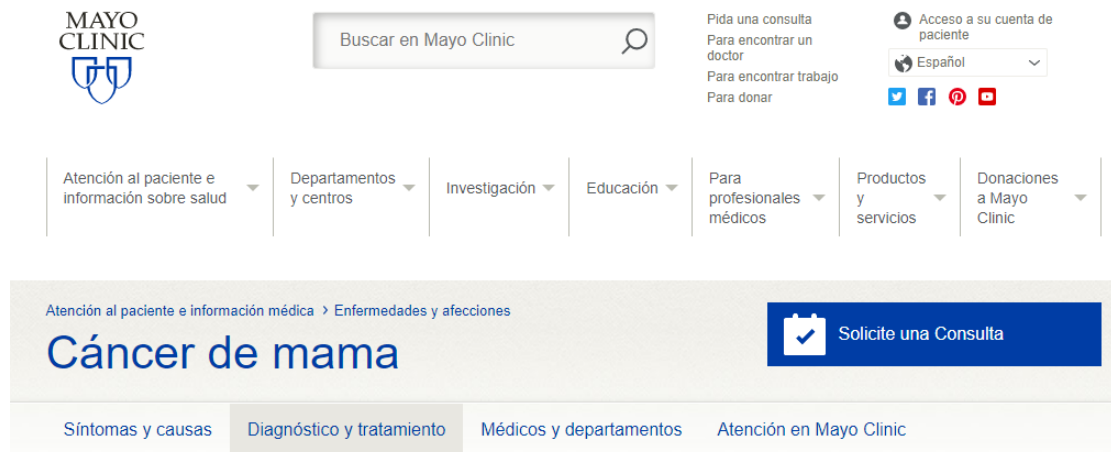 MAYO
CLINIC
Buscar en Mayo Clinic
Pida una consulta
Para encontrar un
doctor
Para encontrar trabajo
Para donar
Acceso a su cuenta de
paciente
Español
Atención al paciente e
información sobre salud
Departamentos
y centros
Investigación
Educación
Para
profesionales
médicos
Productos
y
servicios
Donaciones
a Mayo
Clinic
Atención al paciente e información médica > Enfermedades y afecciones
Cáncer de mama
Solicite una Consulta
Síntomas y causas
Diagnóstico y tratamiento
Médicos y departamentos
Atención en Mayo Clinic